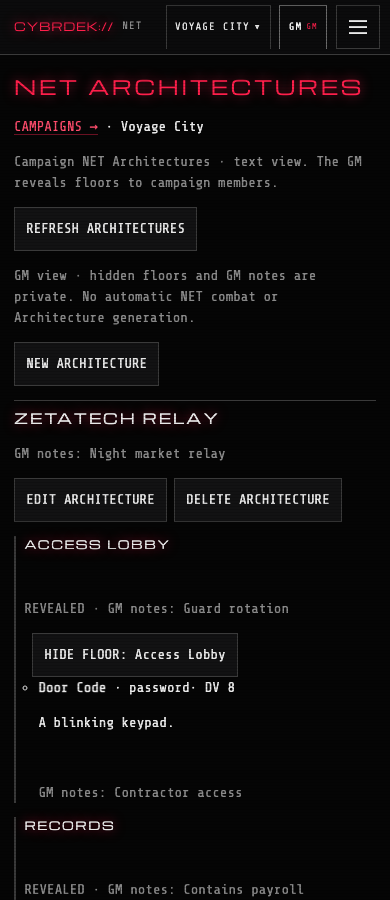 CYBRDEK:// NET VOYAGE CITY ▾ GM GM
NET ARCHITECTURES
CAMPAIGNS → · Voyage City
Campaign NET Architectures · text view. The GM
reveals floors to campaign members.
REFRESH ARCHITECTURES
GM view · hidden floors and GM notes are
private. No automatic NET combat or
Architecture generation.
NEW ARCHITECTURE
ZETATECH RELAY
GM notes: Night market relay
EDIT ARCHITECTURE DELETE ARCHITECTURE
ACCESS LOBBY
REVEALED · GM notes: Guard rotation
HIDE FLOOR: Access Lobby
Door Code · password· DV 8
A blinking keypad.
GM notes: Contractor access
RECORDS
REVEALED · GM notes: Contains payroll